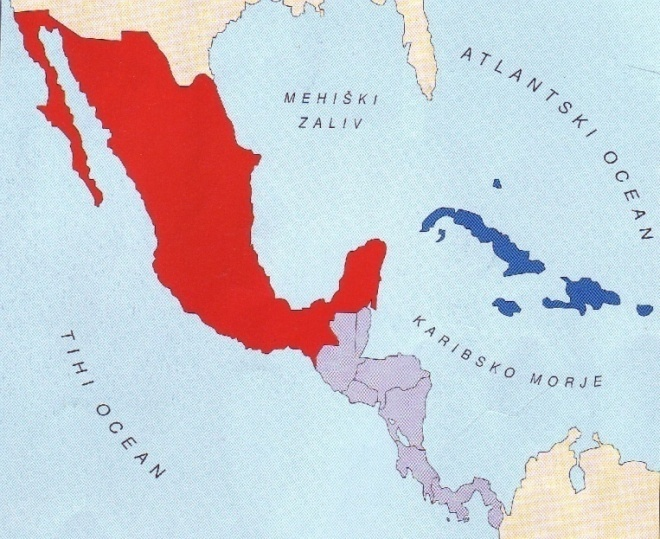 ATLANTSKI OCEAN
MEHIŠKI
ZALIV
KARIBSKO MORJE
TIHI OCEAN